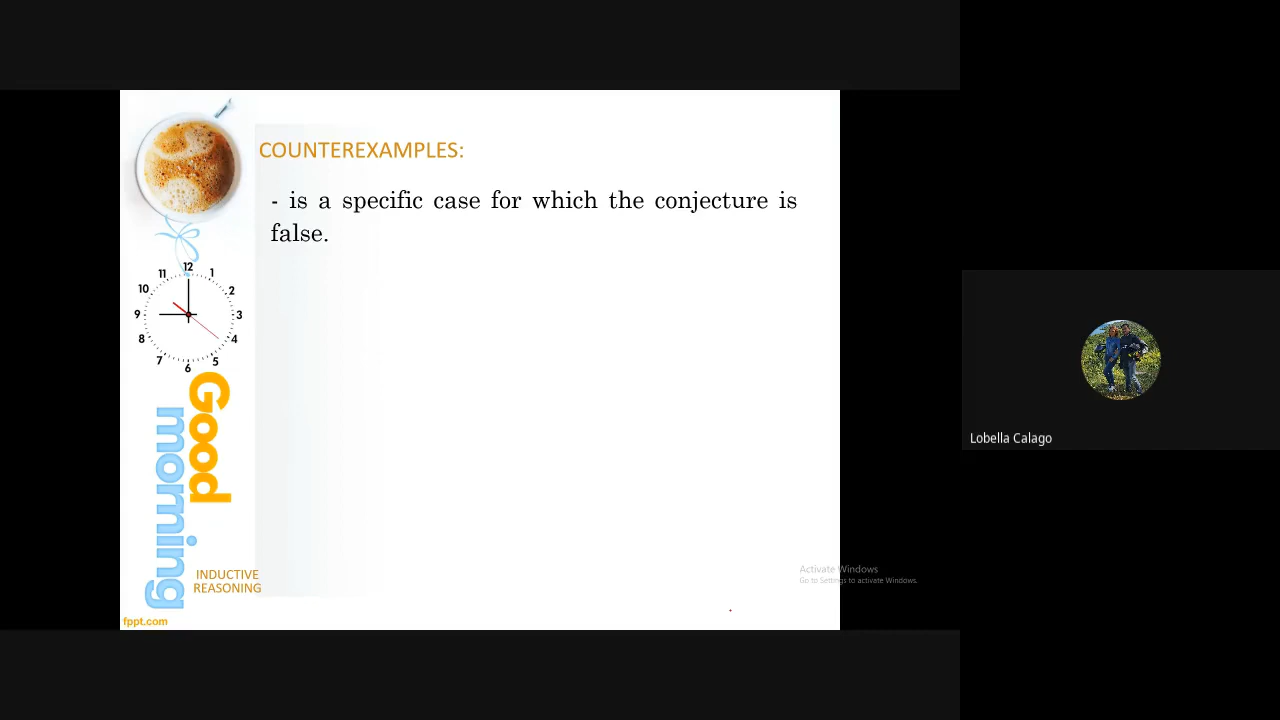 COUNTEREXAMPLES:
- is a specific case for which the conjecture is
false.
12
11
1
10
2
9
3
8
4
7
5
6
Good
morning
INDUCTIVE
REASONING
fppt.com
Activate Windows
Go to Settings to activate Windows.
Lobella Calago